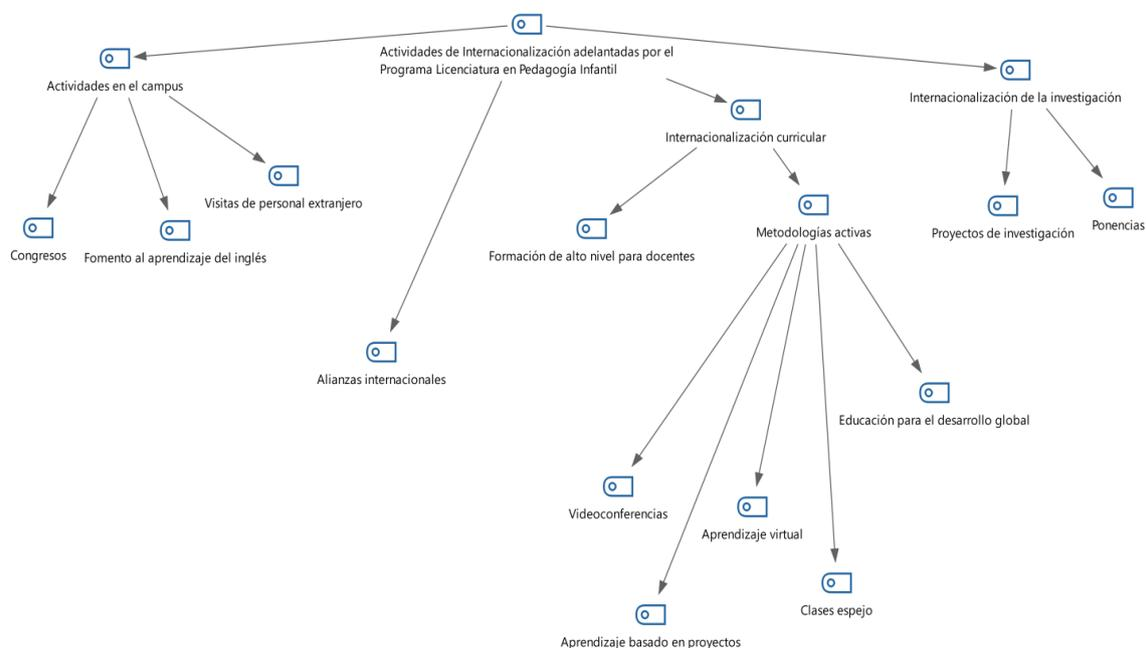 Actividades de Internacionalización adelantadas por el
Programa Licenciatura en Pedagogía Infantil
Actividades en el campus
Internacionalización de la investigación
Internacionalización curricular
Visitas de personal extranjero
Congresos
Fomento al aprendizaje del inglés
Formación de alto nivel para docentes
Metodologías activas
Proyectos de investigación
Ponencias
Alianzas internacionales
Educación para el desarrollo global
Videoconferencias
Aprendizaje virtual
Clases espejo
Aprendizaje basado en proyectos